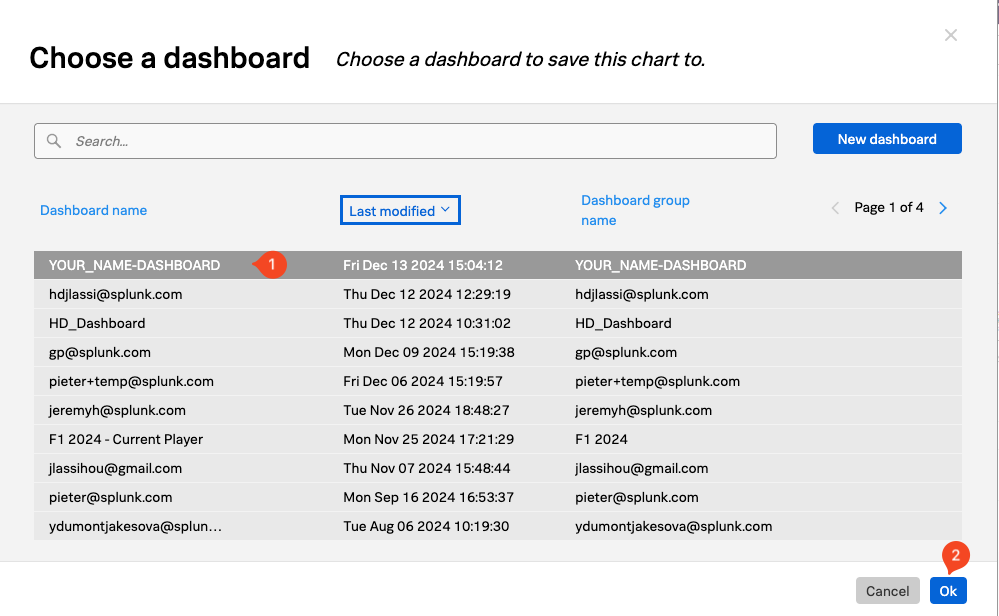 Choose a dashboard Choose a dashboard to save this chart to.
Search...
New dashboard
Dashboard name Last modified Dashboard group name Page 1 of 4
YOUR_NAME-DASHBOARD 1 Fri Dec 13 2024 15:04:12 YOUR_NAME-DASHBOARD
hdjlassi@splunk.com Thu Dec 12 2024 12:29:19 hdjlassi@splunk.com
HD_Dashboard Thu Dec 12 2024 10:31:02 HD_Dashboard
gp@splunk.com Mon Dec 09 2024 15:19:38 gp@splunk.com
pieter+temp@splunk.com Fri Dec 06 2024 15:19:57 pieter+temp@splunk.com
jeremyh@splunk.com Tue Nov 26 2024 18:48:27 jeremyh@splunk.com
F1 2024 - Current Player Mon Nov 25 2024 17:21:29 F1 2024
jlassihou@gmail.com Thu Nov 07 2024 15:48:44 jlassihou@gmail.com
pieter@splunk.com Mon Sep 16 2024 16:53:37 pieter@splunk.com
ydumontjakesova@splun... Tue Aug 06 2024 10:19:30 ydumontjakesova@splunk.com
2
Cancel Ok